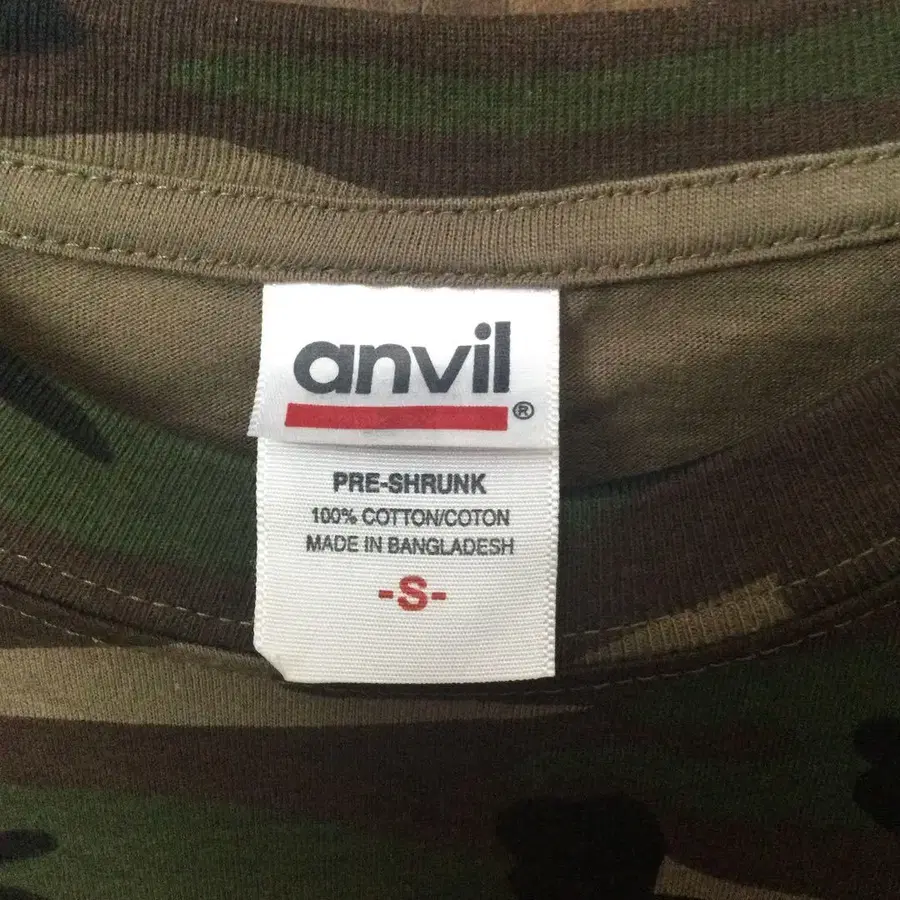 anvil®
PRE-SHRUNK
100% COTTON/COTON
MADE IN BANGLADESH
-S-